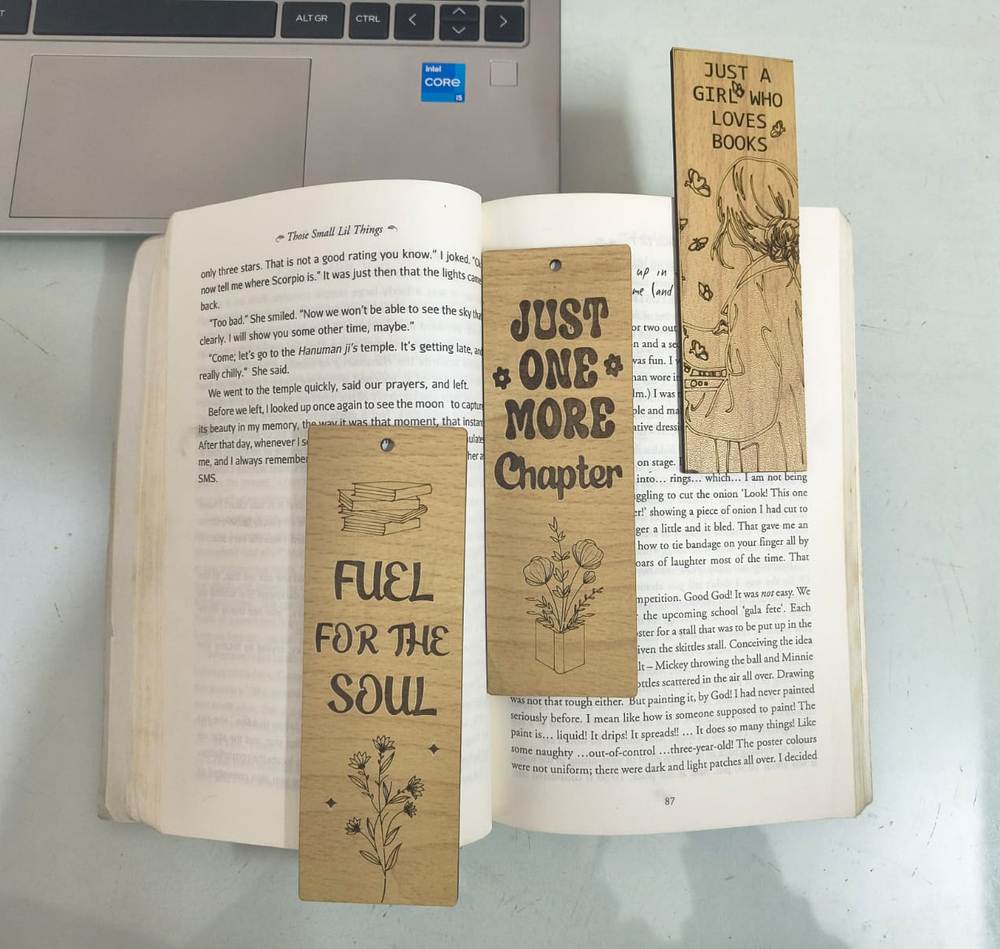 ALT GR
CTRL
intel
CORE
i5
JUST A
GIRL WHO
LOVES
BOOKS
Those Small Lil Things
only three stars. That is not a good rating you know." I joked.
now tell me where Scorpio is." It was just then that the lights came
back.
"Too bad." She smiled. "Now we won't be able to see the sky
clearly. I will show you some other time, maybe."
"Come; let's go to the Hanuman ji's temple. It's getting late, and
really chilly." She said.
We went to the temple quickly, said our prayers, and left.
Before we left, I looked up once again to see the moon to capture
its beauty in my memory, the way it was that moment, that instant
After that day, whenever I
me, and I always remember
SMS.
FUEL
FOR THE
SOUL
JUST
ONE
MORE
Chapter
up in
me (and
or two out
and a
was fun. I
wore in
I was
ple and
dress
on stage.
into… rings… which… I am not being
to cut the onion 'Look! This one
showing a piece of onion I had cut to
a little and it bled. That gave me an
how to tie bandage on your finger all by
of laughter most of the time. That
Good God! It was not easy. We
the upcoming school 'gala fete'. Each
for a stall that was to be put up in the
the skittles stall. Conceiving the idea
– Mickey throwing the ball and Minnie
scattered in the air all over. Drawing
was not that tough either. But painting it, by God! I had never painted
seriously before. I mean like how is someone supposed to paint! The
paint is… liquid! It drips! It spreads!! … It does so many things! Like
some naughty …out-of-control …three-year-old! The poster colours
were not uniform; there were dark and light patches all over. I decided
87